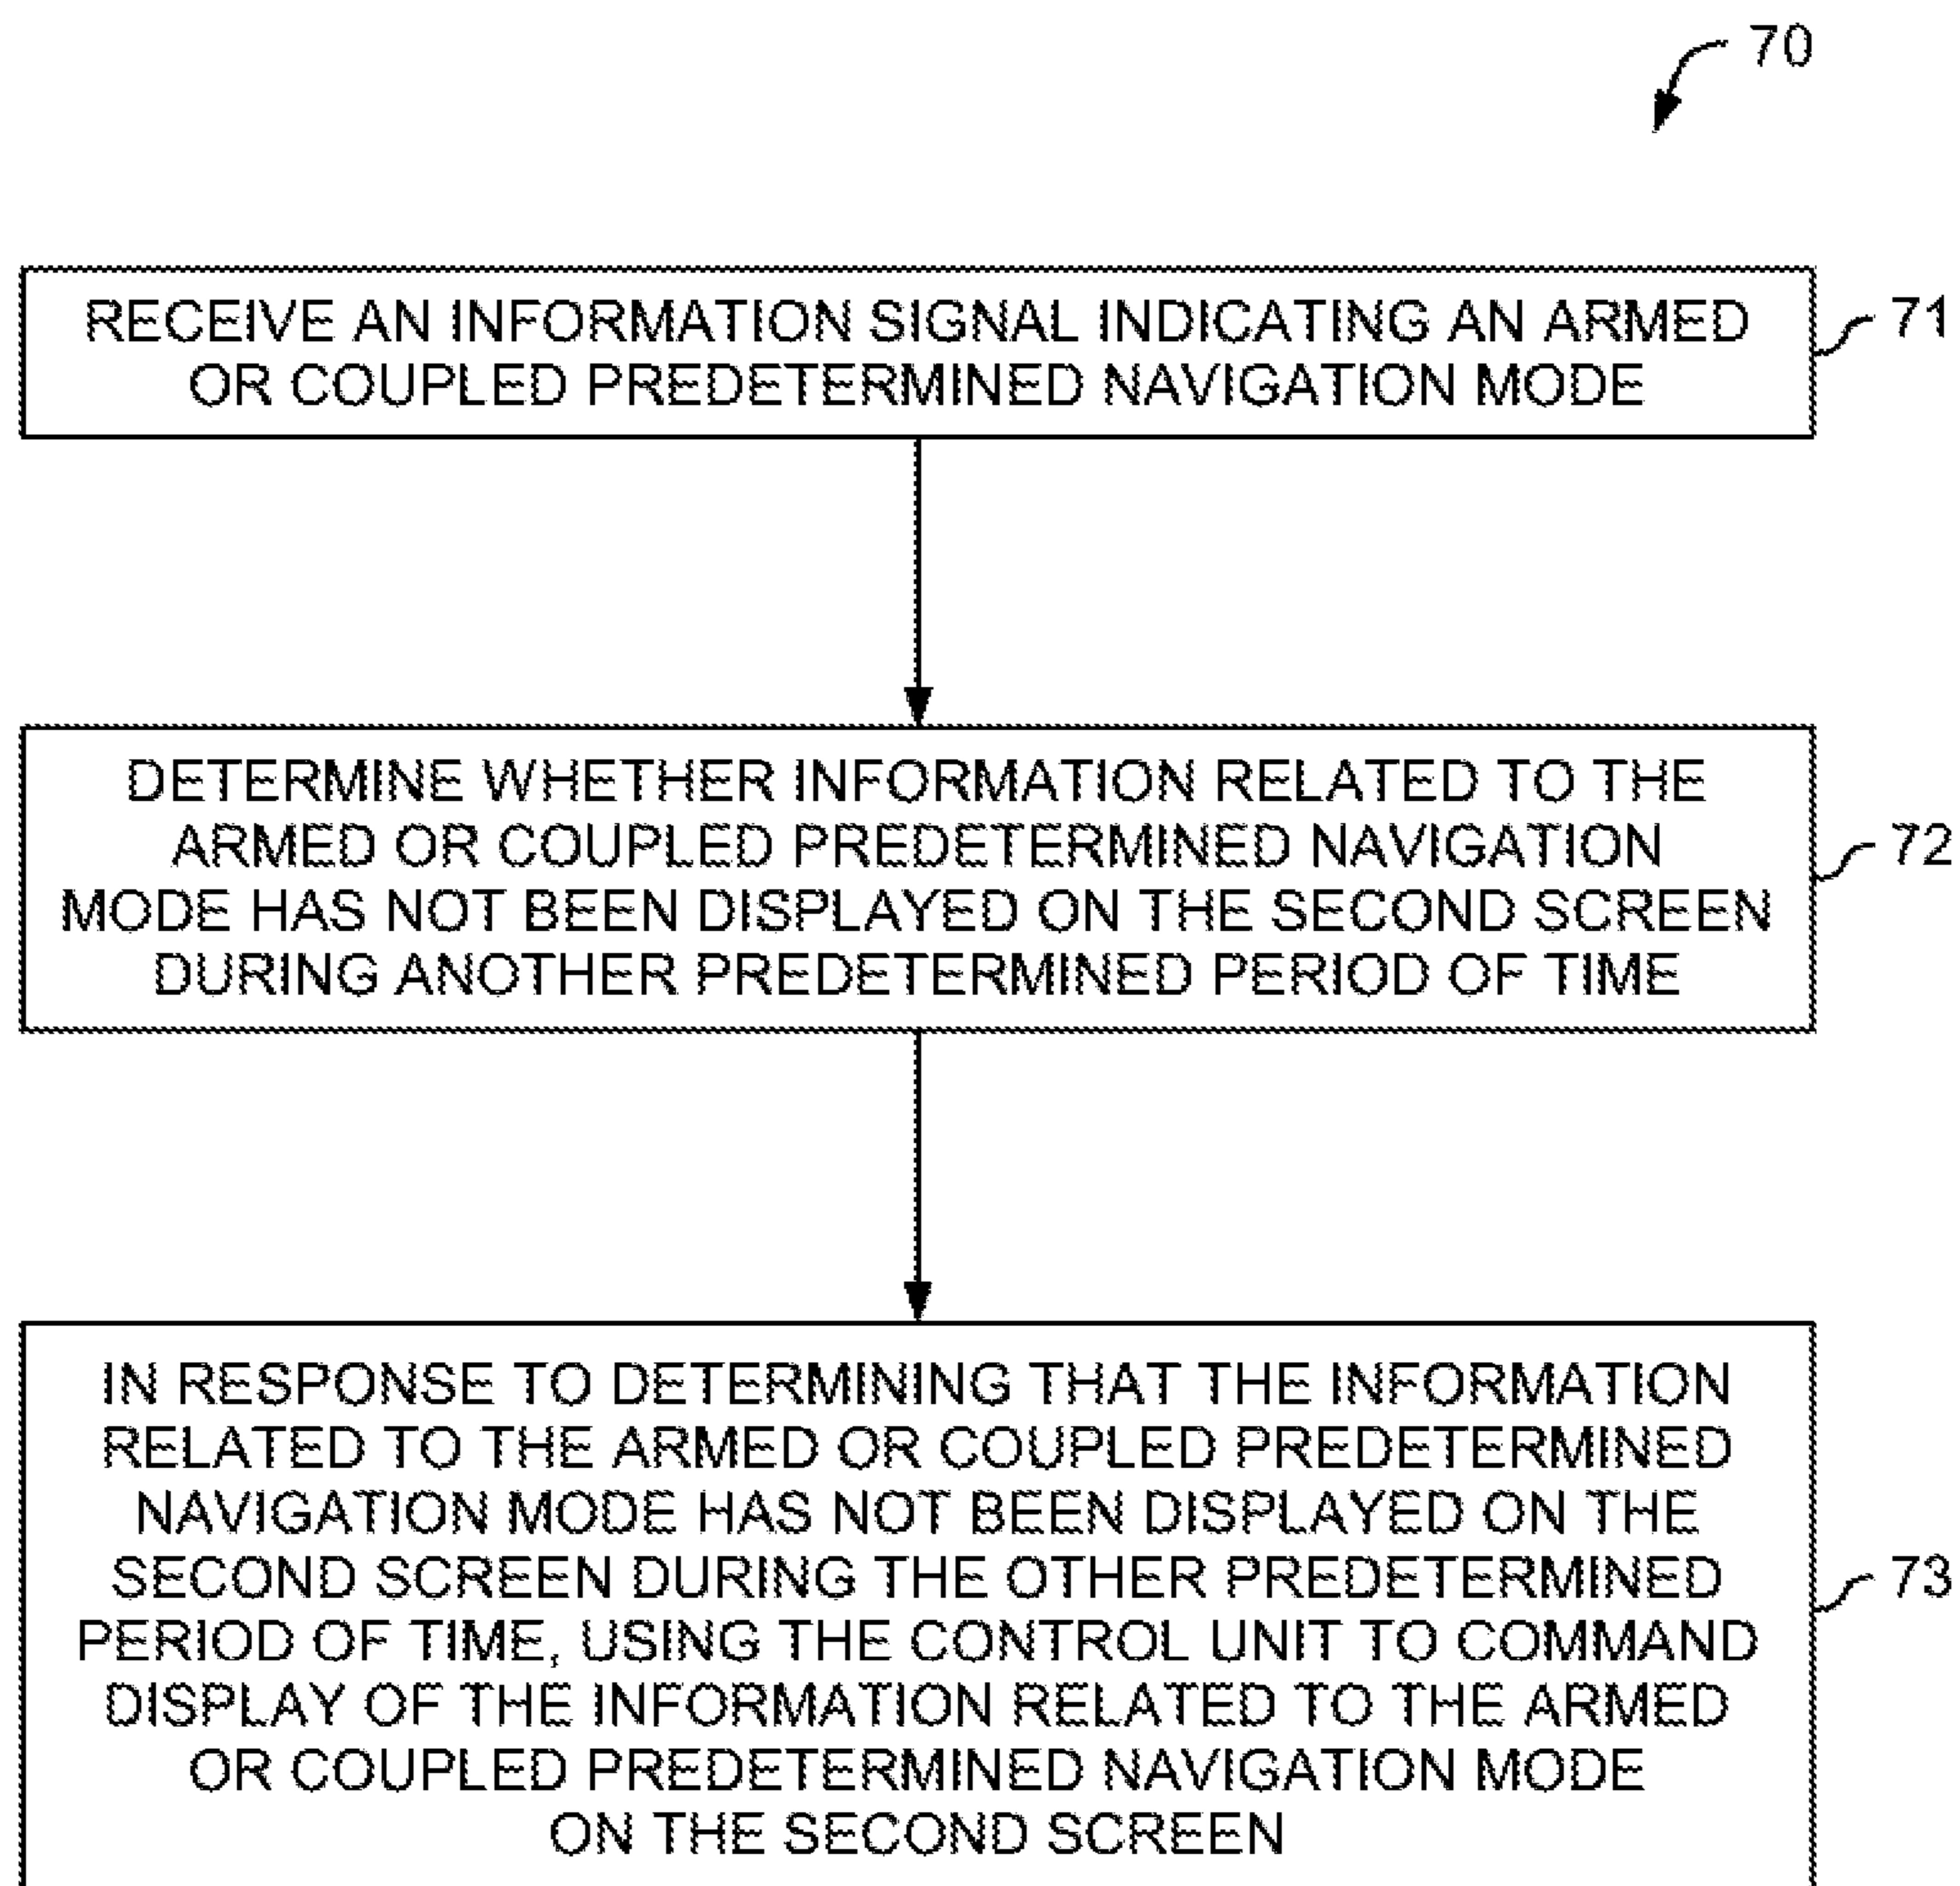 70
RECEIVE AN INFORMATION SIGNAL INDICATING AN ARMED
OR COUPLED PREDETERMINED NAVIGATION MODE
71
DETERMINE WHETHER INFORMATION RELATED TO THE
ARMED OR COUPLED PREDETERMINED NAVIGATION
MODE HAS NOT BEEN DISPLAYED ON THE SECOND SCREEN
DURING ANOTHER PREDETERMINED PERIOD OF TIME
72
IN RESPONSE TO DETERMINING THAT THE INFORMATION
RELATED TO THE ARMED OR COUPLED PREDETERMINED
NAVIGATION MODE HAS NOT BEEN DISPLAYED ON THE
SECOND SCREEN DURING THE OTHER PREDETERMINED
PERIOD OF TIME, USING THE CONTROL UNIT TO COMMAND
DISPLAY OF THE INFORMATION RELATED TO THE ARMED
OR COUPLED PREDETERMINED NAVIGATION MODE
ON THE SECOND SCREEN
73